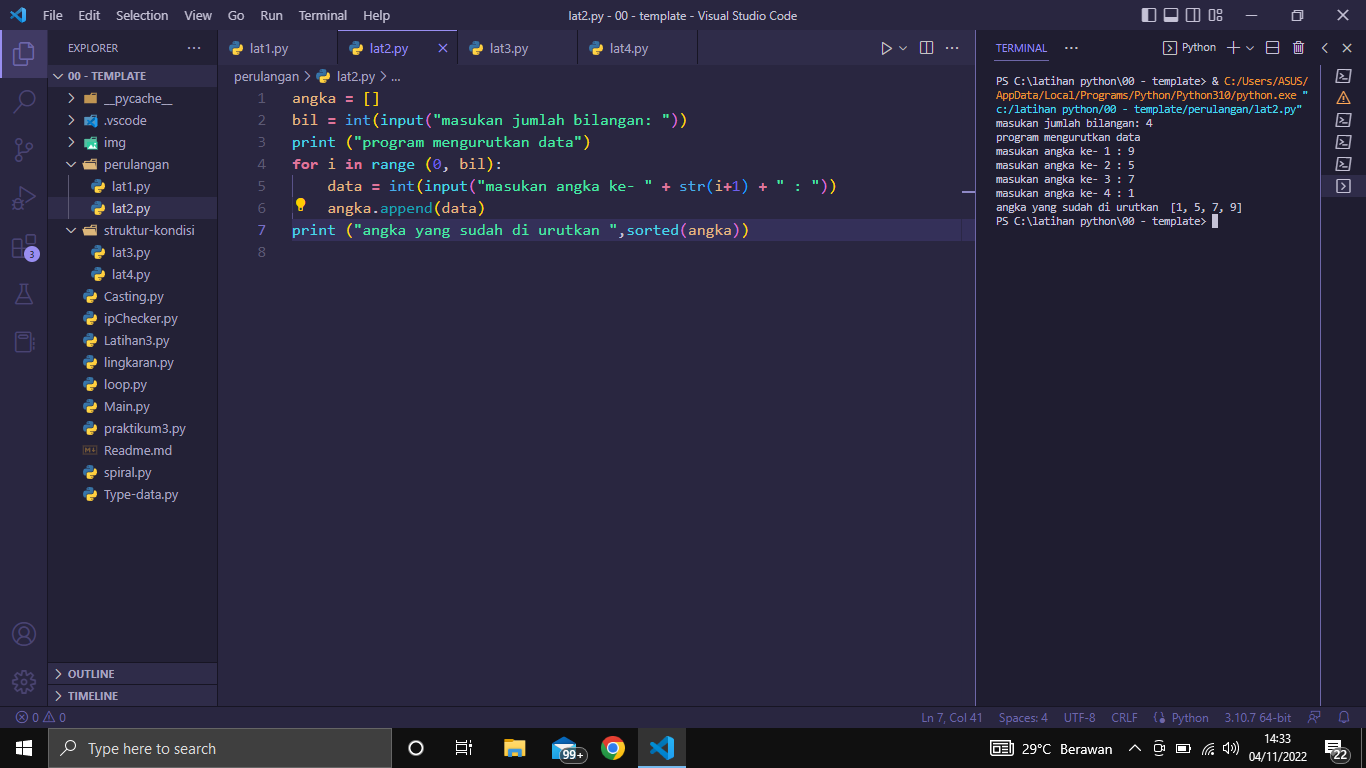 File Edit Selection View Go Run Terminal Help
lat2.py - 00 - template - Visual Studio Code
EXPLORER
00 - TEMPLATE
__pycache__
.vscode
img
perulangan
lat1.py
lat2.py
struktur-kondisi
lat3.py
lat4.py
Casting.py
ipChecker.py
Latihan3.py
lingkaran.py
loop.py
Main.py
praktikum3.py
Readme.md
spiral.py
Type-data.py
OUTLINE
TIMELINE
3
lat1.py lat2.py lat3.py lat4.py
perulangan > lat2.py > ...
1 angka = []
2 bil = int(input("masukan jumlah bilangan: "))
3 print ("program mengurutkan data")
4 for i in range (0, bil):
5 data = int(input("masukan angka ke- " + str(i+1) + " : "))
6 angka.append(data)
7 print ("angka yang sudah di urutkan ",sorted(angka))
8
TERMINAL
Python
PS C:\latihan python\00 - template> & C:/Users/ASUS/
AppData/Local/Programs/Python/Python310/python.exe "
c:/latihan python/00 - template/perulangan/lat2.py"
masukan jumlah bilangan: 4
program mengurutkan data
masukan angka ke- 1 : 9
masukan angka ke- 2 : 5
masukan angka ke- 3 : 7
masukan angka ke- 4 : 1
angka yang sudah di urutkan  [1, 5, 7, 9]
PS C:\latihan python\00 - template>
0 0
Ln 7, Col 41 Spaces: 4 UTF-8 CRLF Python 3.10.7 64-bit
Type here to search
99+
29°C Berawan
14:33
04/11/2022
22